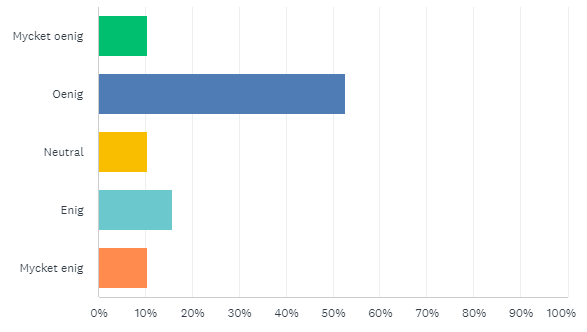 Mycket oenig
Oenig
Neutral
Enig
Mycket enig
0% 10% 20% 30% 40% 50% 60% 70% 80% 90% 100%